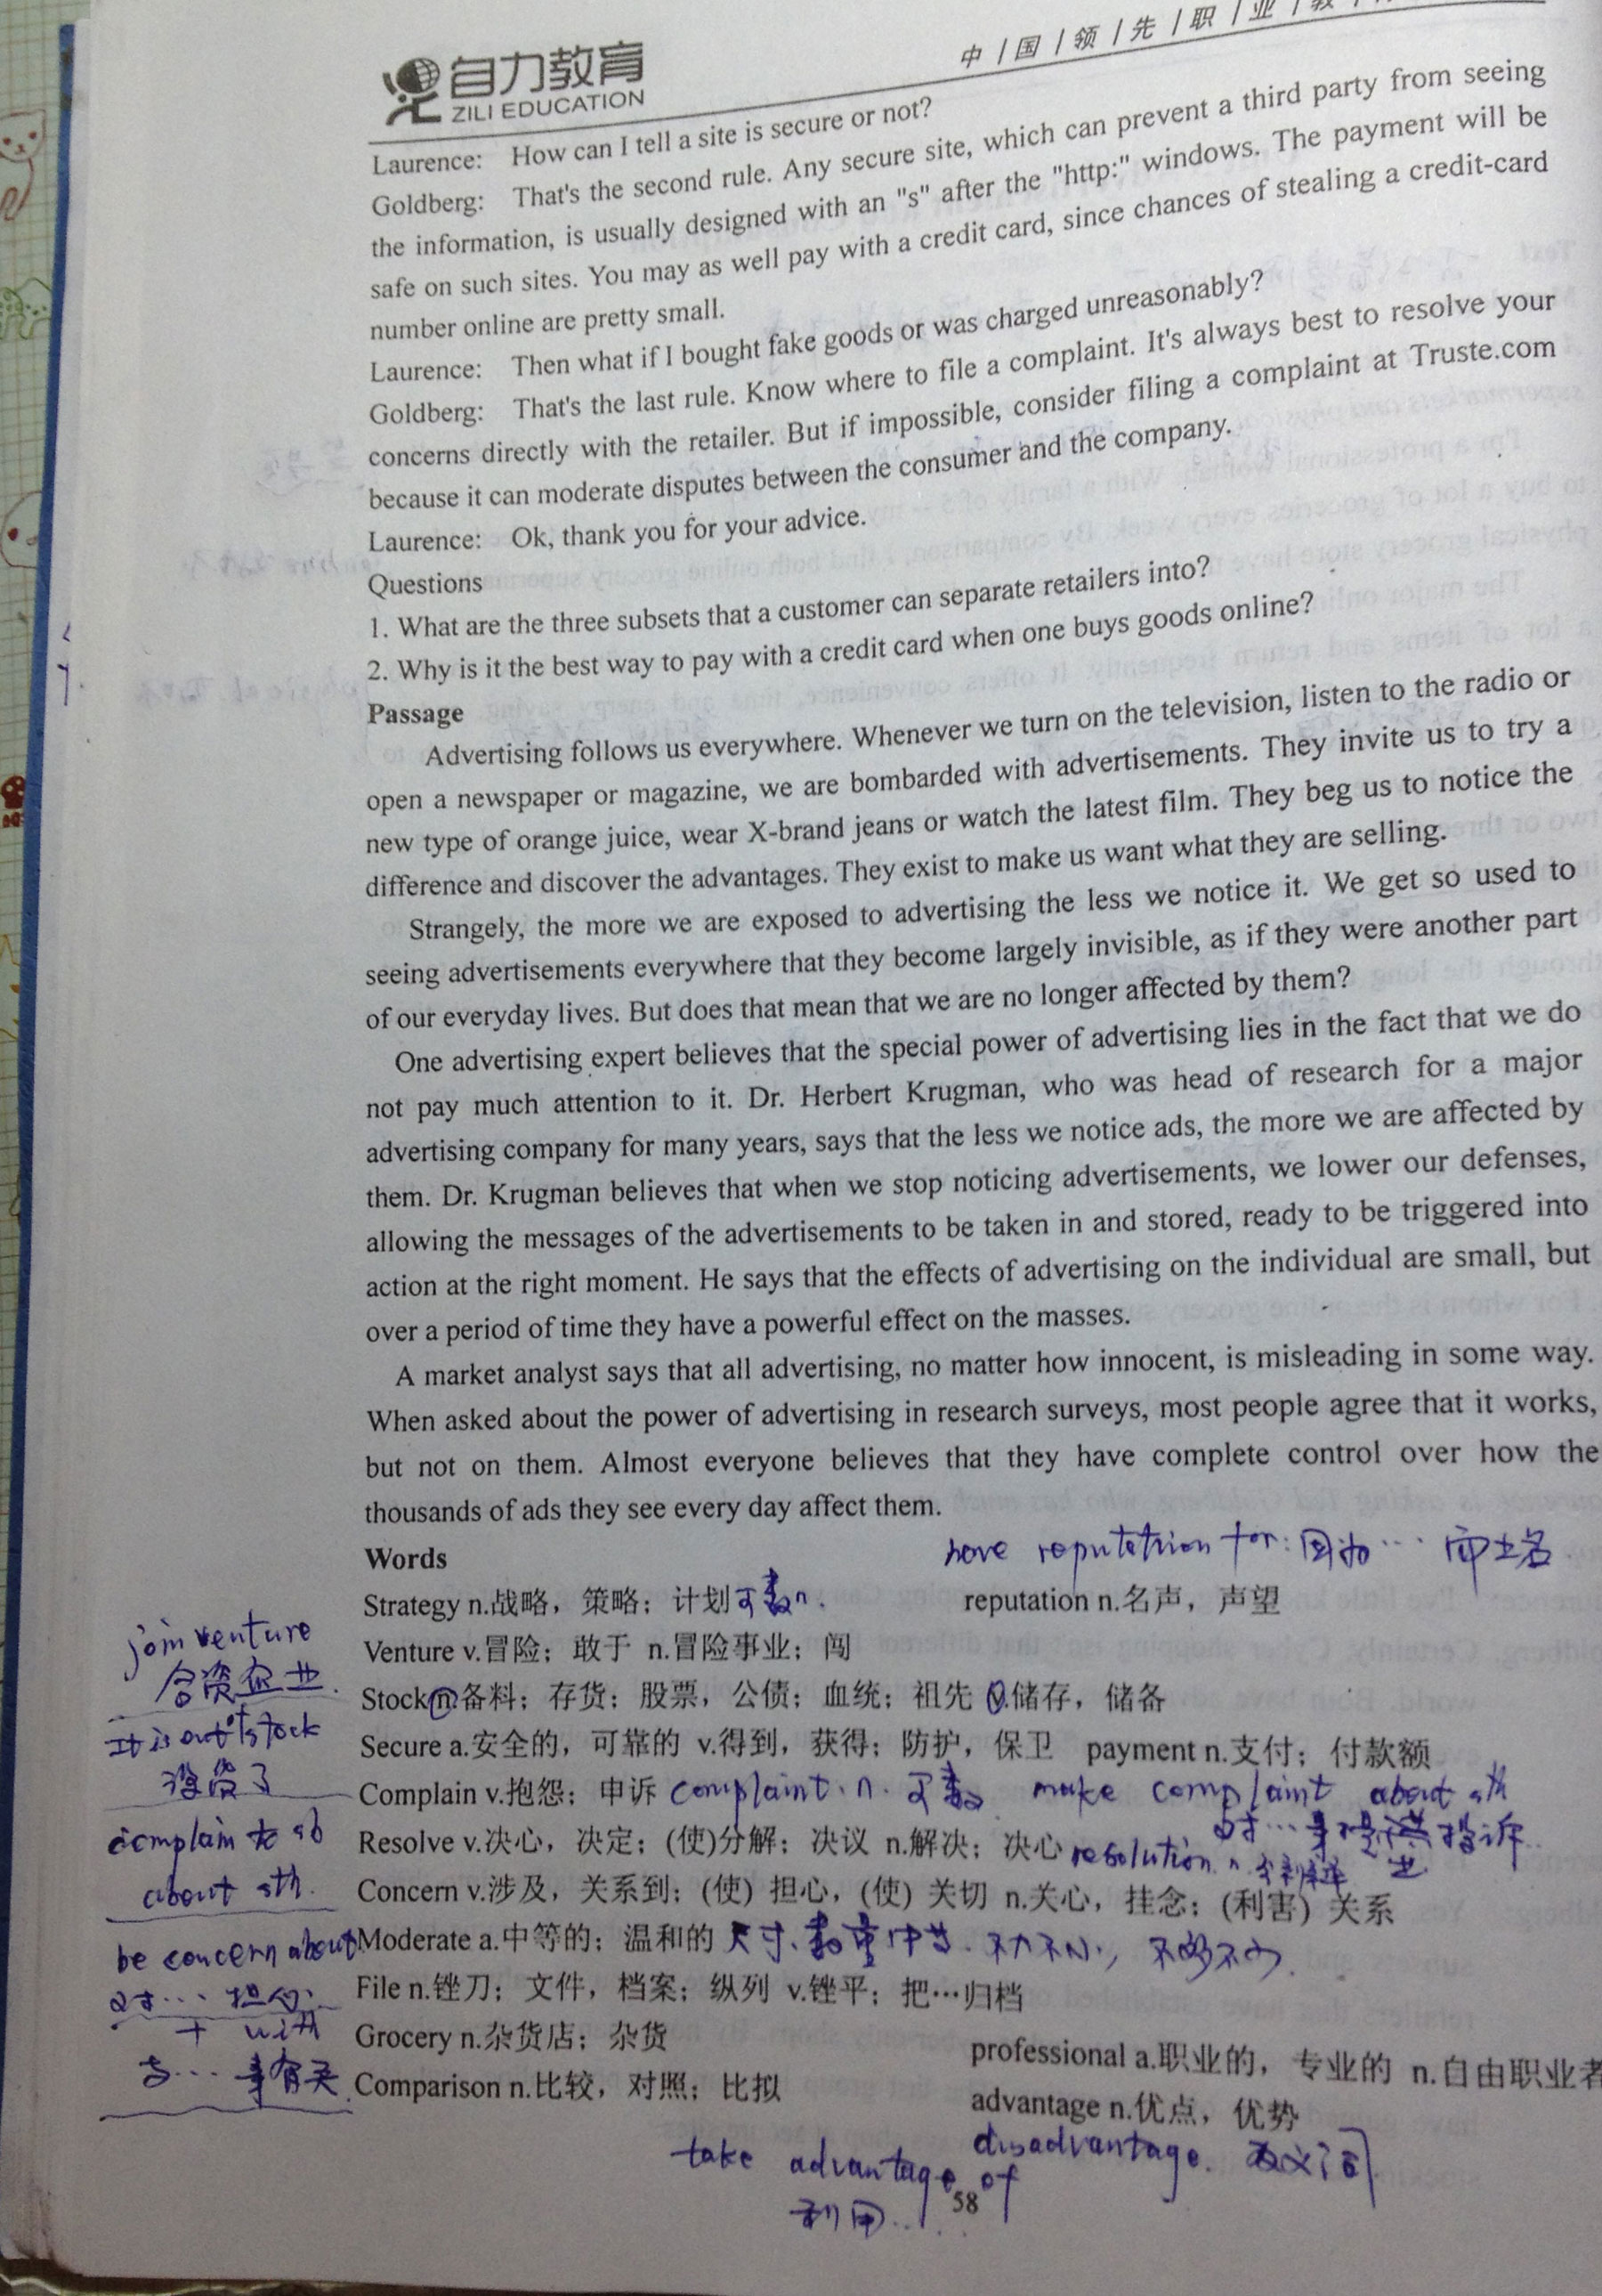 自力教育
ZILI EDUCATION
中 | 国 | 领 | 先 | 职 | 业 | 教
Laurence: How can I tell a site is secure or not?
Goldberg: That's the second rule. Any secure site, which can prevent a third party from seeing
the information, is usually designed with an "s" after the "http:" windows. The payment will be
safe on such sites. You may as well pay with a credit card, since chances of stealing a credit-card
number online are pretty small.
Laurence: Then what if I bought fake goods or was charged unreasonably?
Goldberg: That's the last rule. Know where to file a complaint. It's always best to resolve your
concerns directly with the retailer. But if impossible, consider filing a complaint at Truste.com
because it can moderate disputes between the consumer and the company.
Laurence: Ok, thank you for your advice.
Questions
1. What are the three subsets that a customer can separate retailers into?
2. Why is it the best way to pay with a credit card when one buys goods online?
Passage
Advertising follows us everywhere. Whenever we turn on the television, listen to the radio or
open a newspaper or magazine, we are bombarded with advertisements. They invite us to try a
new type of orange juice, wear X-brand jeans or watch the latest film. They beg us to notice the
difference and discover the advantages. They exist to make us want what they are selling.
Strangely, the more we are exposed to advertising the less we notice it. We get so used to
seeing advertisements everywhere that they become largely invisible, as if they were another part
of our everyday lives. But does that mean that we are no longer affected by them?
One advertising expert believes that the special power of advertising lies in the fact that we do
not pay much attention to it. Dr. Herbert Krugman, who was head of research for a major
advertising company for many years, says that the less we notice ads, the more we are affected by
them. Dr. Krugman believes that when we stop noticing advertisements, we lower our defenses,
allowing the messages of the advertisements to be taken in and stored, ready to be triggered into
action at the right moment. He says that the effects of advertising on the individual are small, but
over a period of time they have a powerful effect on the masses.
A market analyst says that all advertising, no matter how innocent, is misleading in some way.
When asked about the power of advertising in research surveys, most people agree that it works,
but not on them. Almost everyone believes that they have complete control over how the
thousands of ads they see every day affect them.
Words
have reputation for: 因为… 而出名
Strategy n.战略，策略；计划 可数n.
reputation n.名声，声望
Venture v.冒险；敢于 n.冒险事业；闯
join venture
合资企业.
Stock n.备料；存货；股票，公债；血统；祖先 v.储存，储备
It is out of stock
没货了
Secure a.安全的，可靠的 v.得到，获得；防护，保卫 payment n.支付；付款额
Complain v.抱怨；申诉 complaint. n. 可数 make complaint about sth
对… 事 投诉
complain to sb
about sth.
Resolve v.决心，决定；(使)分解；决议 n.解决；决心 resolution n.
Concern v.涉及，关系到；(使) 担心，(使) 关切 n.关心，挂念；(利害) 关系
be concern about
对… 担心
+ with
与… 事有关.
Moderate a.中等的；温和的 尺寸、数量中等. 不大不小, 不多不少.
File n.锉刀；文件，档案；纵列 v.锉平；把…归档
Grocery n.杂货店；杂货
professional a.职业的，专业的 n.自由职业者
Comparison n.比较，对照；比拟
advantage n.优点，优势
disadvantage. 反义词
take advantage of
利用...
58